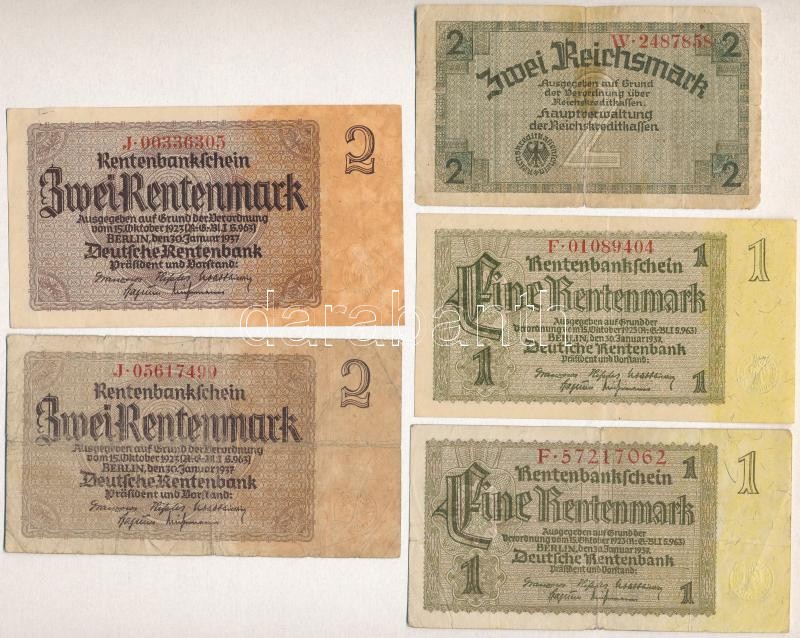 J·00336305
Rentenbankschein
2
Zwei Rentenmark
Ausgegeben auf Grund der Verordnung
vom 15. Oktober 1923 (R.-G.-Bl. I S. 963)
BERLIN, den 30. Januar 1937
Deutsche Rentenbank
Präsident und Vorstand:
J·05617499
Rentenbankschein
2
Zwei Rentenmark
Ausgegeben auf Grund der Verordnung
vom 15. Oktober 1923 (R.-G.-Bl. I S. 963)
BERLIN, den 30. Januar 1937
Deutsche Rentenbank
Präsident und Vorstand:
2 W·2487858 2
Zwei Reichsmark
Ausgegeben auf Grund
der Verordnung über
Reichskreditkassen.
Hauptverwaltung
der Reichskreditkassen
2 2 2
F·01089404 1
Rentenbankschein 1
Eine Rentenmark
Ausgegeben auf Grund der
Verordnung vom 15. Oktober 1923 (R.-G.-Bl. I S. 963)
BERLIN, den 30. Januar 1937.
1 Deutsche Rentenbank
Präsident und Vorstand:
1
F·57217062 1
Rentenbankschein 1
Eine Rentenmark
Ausgegeben auf Grund der
Verordnung vom 15. Oktober 1923 (R.-G.-Bl. I S. 963)
BERLIN, den 30. Januar 1937.
1 Deutsche Rentenbank
Präsident und Vorstand:
1
darabanth